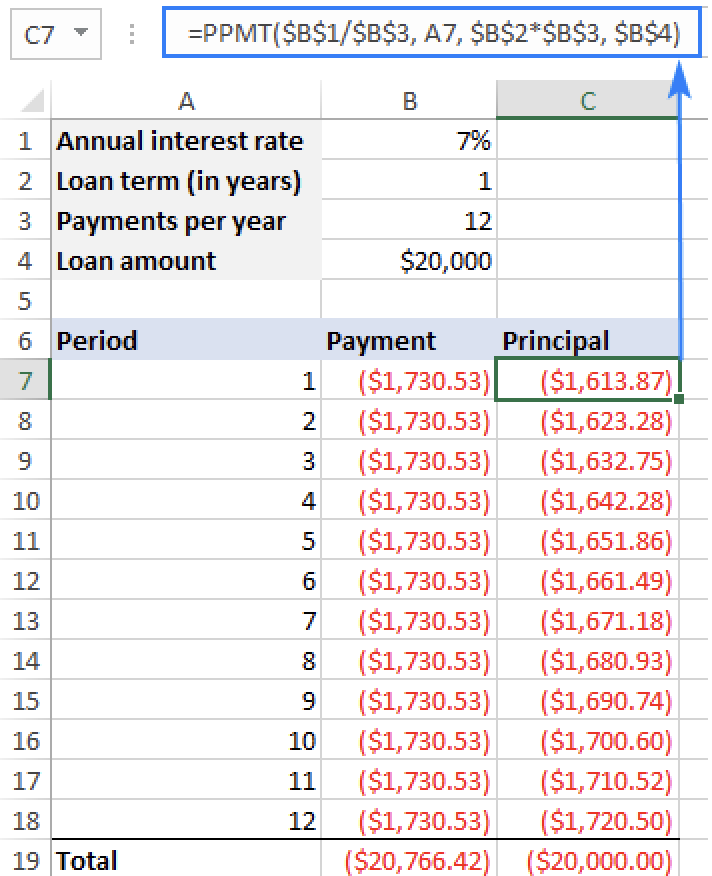 C7 =PPMT($B$1/$B$3, A7, $B$2*$B$3, $B$4)
A B C
1 Annual interest rate 7%
2 Loan term (in years) 1
3 Payments per year 12
4 Loan amount $20,000
5
6 Period Payment Principal
7 1 ($1,730.53) ($1,613.87)
8 2 ($1,730.53) ($1,623.28)
9 3 ($1,730.53) ($1,632.75)
10 4 ($1,730.53) ($1,642.28)
11 5 ($1,730.53) ($1,651.86)
12 6 ($1,730.53) ($1,661.49)
13 7 ($1,730.53) ($1,671.18)
14 8 ($1,730.53) ($1,680.93)
15 9 ($1,730.53) ($1,690.74)
16 10 ($1,730.53) ($1,700.60)
17 11 ($1,730.53) ($1,710.52)
18 12 ($1,730.53) ($1,720.50)
19 Total ($20,766.42) ($20,000.00)